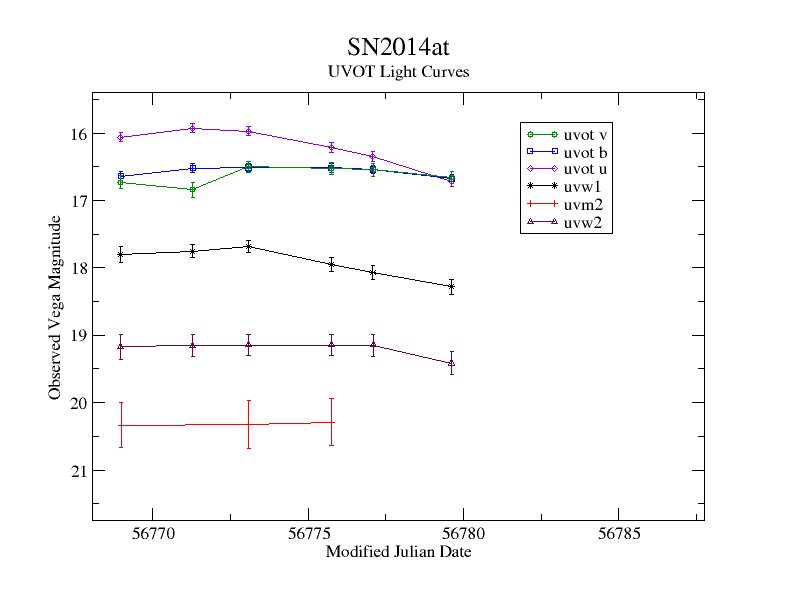 SN2014at
UVOT Light Curves
uvot v
uvot b
uvot u
uvw1
uvm2
uvw2
Observed Vega Magnitude
16
17
18
19
20
21
56770 56775 56780 56785
Modified Julian Date